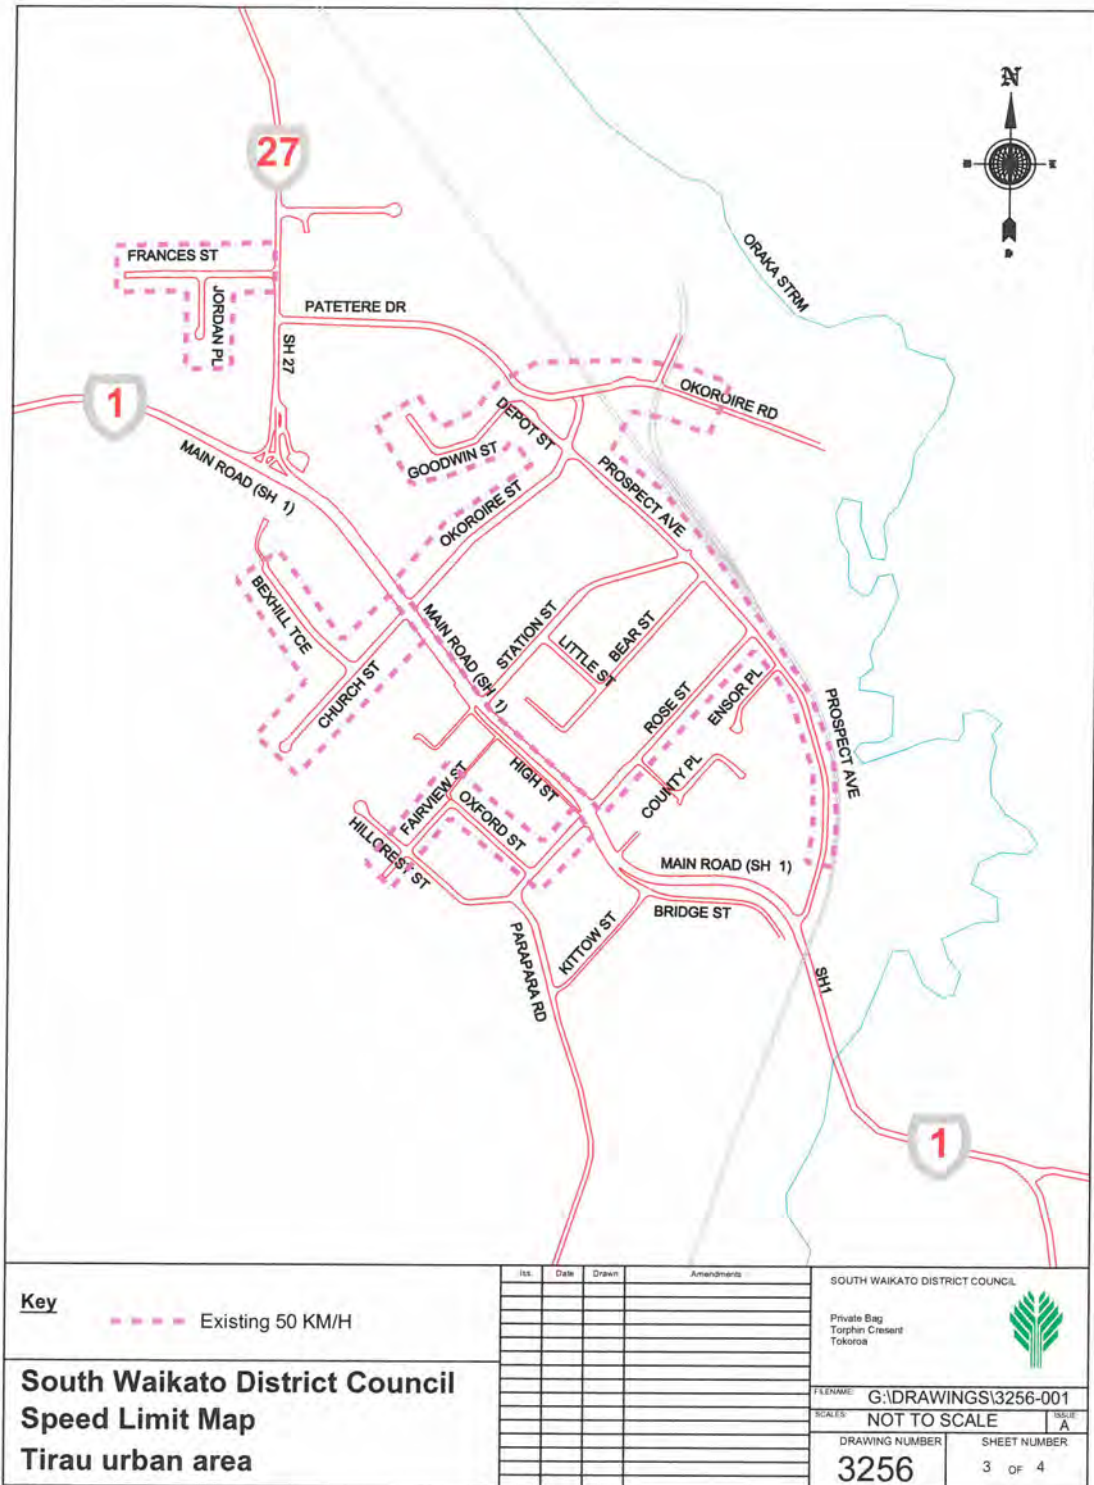 N
27
FRANCES ST
JORDAN PL
PATETERE DR
SH 27
ORAKA STRM
1
MAIN ROAD (SH 1)
OKOROIRE RD
DEPOT ST
GOODWIN ST
OKOROIRE ST
PROSPECT AVE
BEXHILL TCE
CHURCH ST
MAIN ROAD (SH 1)
STATION ST
LITTLE ST
BEAR ST
ROSE ST
ENSOR PL
PROSPECT AVE
COUNTY PL
HIGH ST
FAIRVIEW ST
OXFORD ST
HILLCREST ST
MAIN ROAD (SH 1)
BRIDGE ST
KITTOW ST
PARAPARA RD
SH1
1
Key
Existing 50 KM/H
South Waikato District Council
Speed Limit Map
Tirau urban area
Iss. Date Drawn Amendments
SOUTH WAIKATO DISTRICT COUNCIL
Private Bag
Torphin Cresent
Tokoroa
FILENAME: G:\DRAWINGS\3256-001
SCALES: NOT TO SCALE ISSUE A
DRAWING NUMBER SHEET NUMBER
3256 3 OF 4